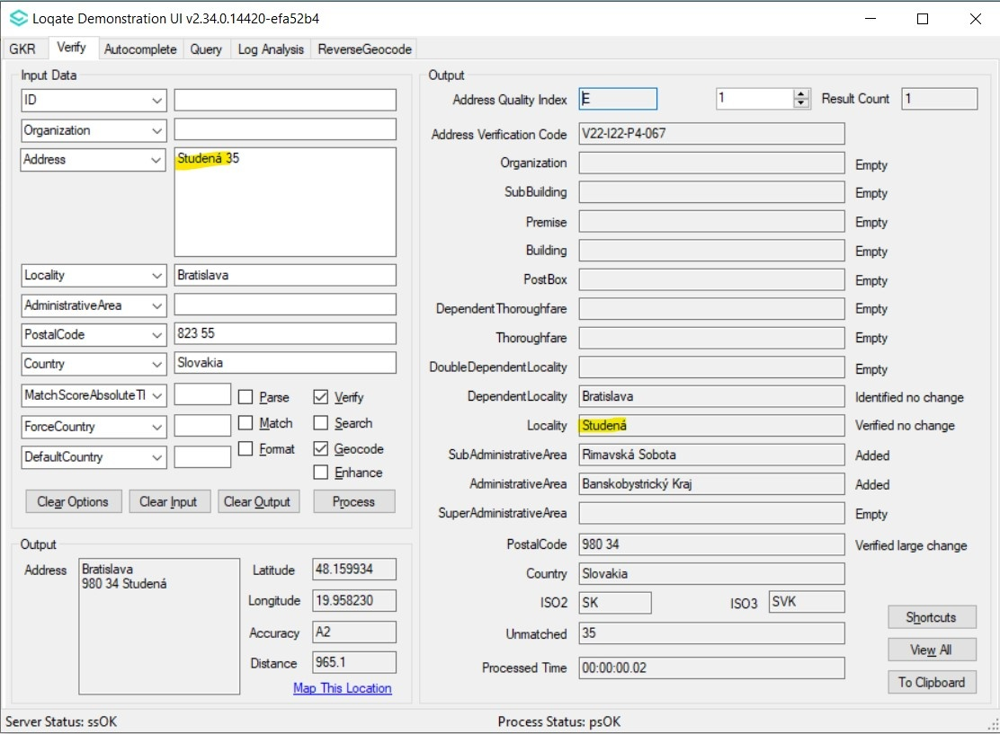 Loqate Demonstration UI v2.34.0.14420-efa52b4
GKR Verify Autocomplete Query Log Analysis ReverseGeocode
Input Data
ID
Organization
Address Studená 35
Locality Bratislava
AdministrativeArea
PostalCode 823 55
Country Slovakia
MatchScoreAbsoluteTl Parse Verify
ForceCountry Match Search
DefaultCountry Format Geocode
Enhance
Clear Options Clear Input Clear Output Process
Output
Address Bratislava
980 34 Studená
Latitude 48.159934
Longitude 19.958230
Accuracy A2
Distance 965.1
Map This Location
Output
Address Quality Index E 1 Result Count 1
Address Verification Code V22-I22-P4-067
Organization Empty
SubBuilding Empty
Premise Empty
Building Empty
PostBox Empty
DependentThoroughfare Empty
Thoroughfare Empty
DoubleDependentLocality Empty
DependentLocality Bratislava Identified no change
Locality Studená Verified no change
SubAdministrativeArea Rimavská Sobota Added
AdministrativeArea Banskobystrický Kraj Added
SuperAdministrativeArea Empty
PostalCode 980 34 Verified large change
Country Slovakia
ISO2 SK ISO3 SVK
Unmatched 35
Processed Time 00:00:00.02
Shortcuts
View All
To Clipboard
Server Status: ssOK Process Status: psOK